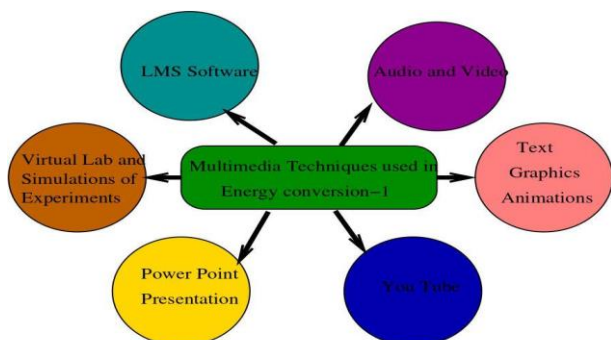 LMS Software
Audio and Video
Virtual Lab and
Simulations of
Experiments
Multimedia Techniques used in
Energy conversion-1
Text
Graphics
Animations
Power Point
Presentation
You Tube